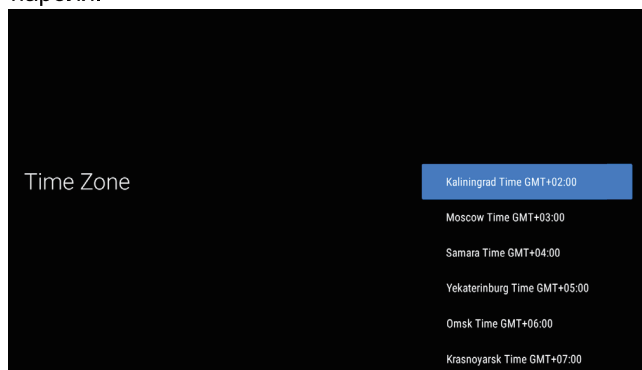 Time Zone
Kaliningrad Time GMT+02:00
Moscow Time GMT+03:00
Samara Time GMT+04:00
Yekaterinburg Time GMT+05:00
Omsk Time GMT+06:00
Krasnoyarsk Time GMT+07:00